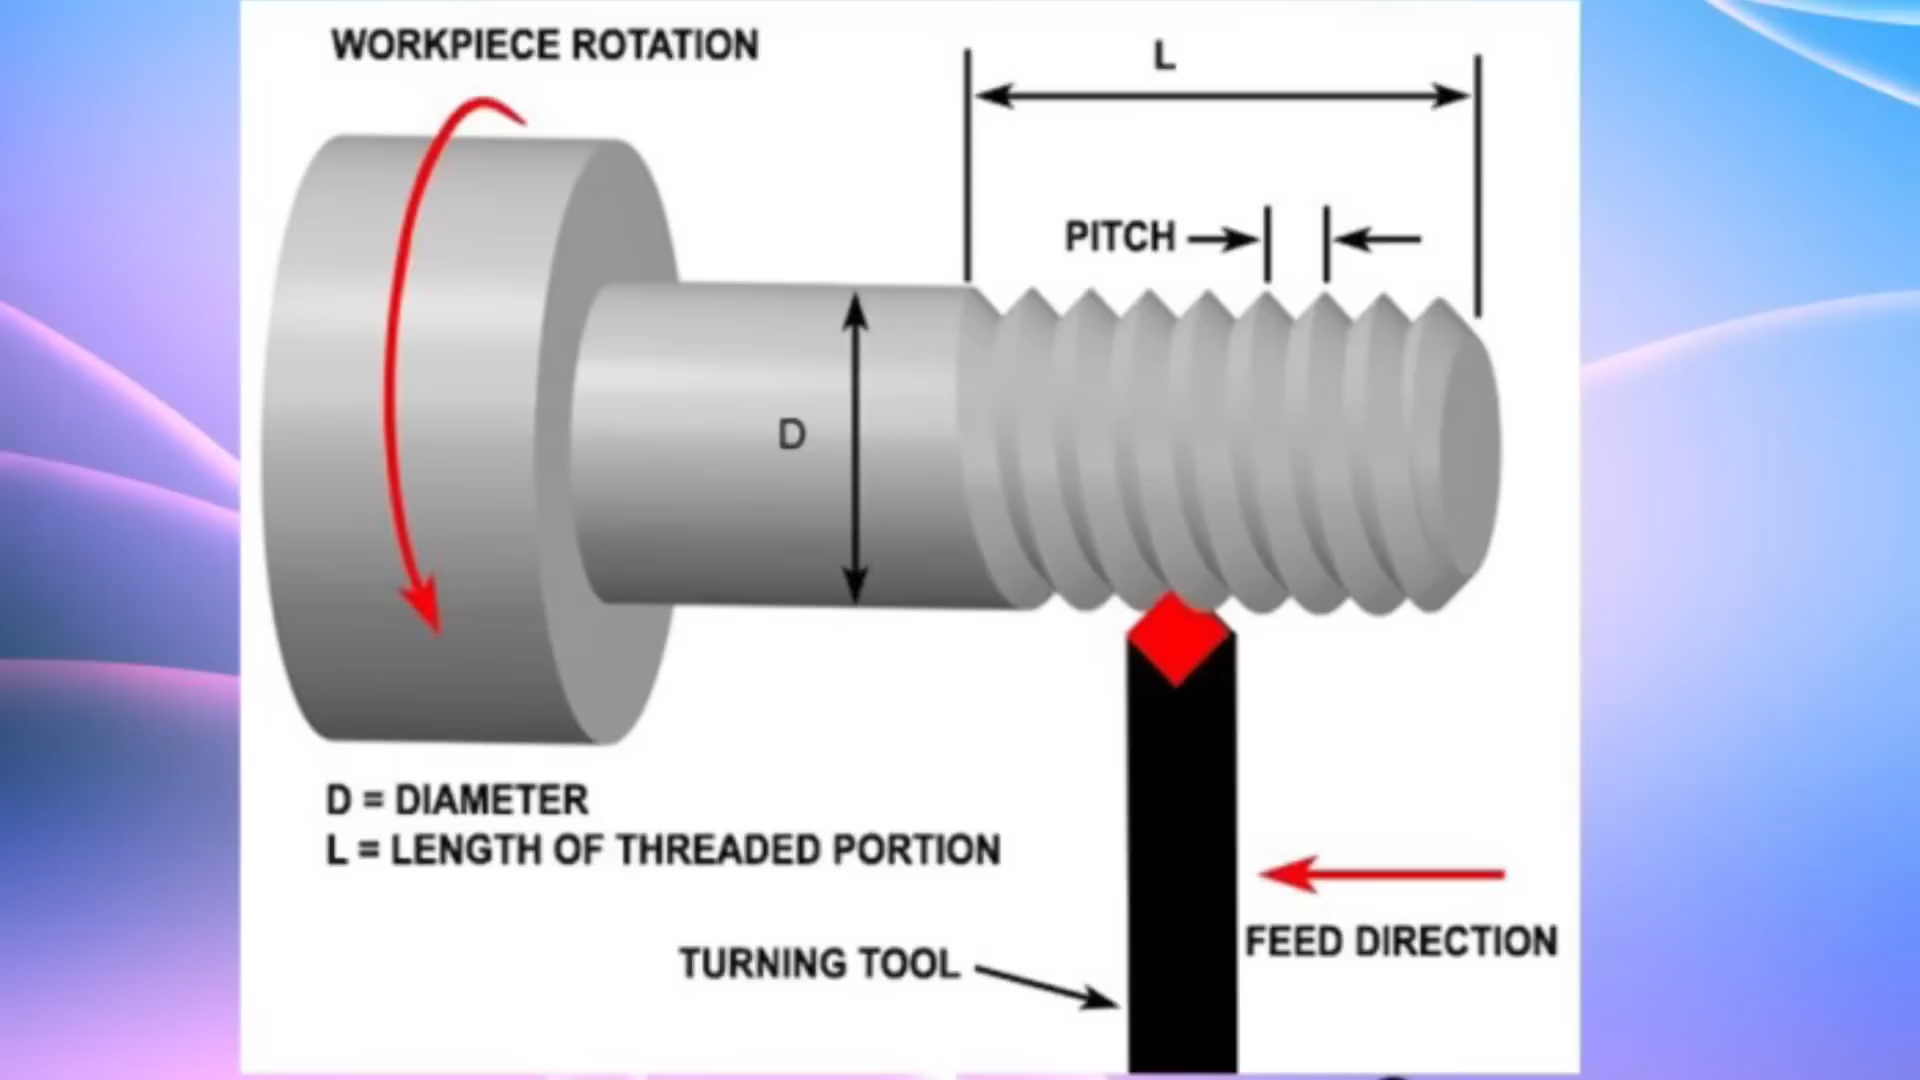 WORKPIECE ROTATION
L
PITCH
D
D = DIAMETER
L = LENGTH OF THREADED PORTION
FEED DIRECTION
TURNING TOOL